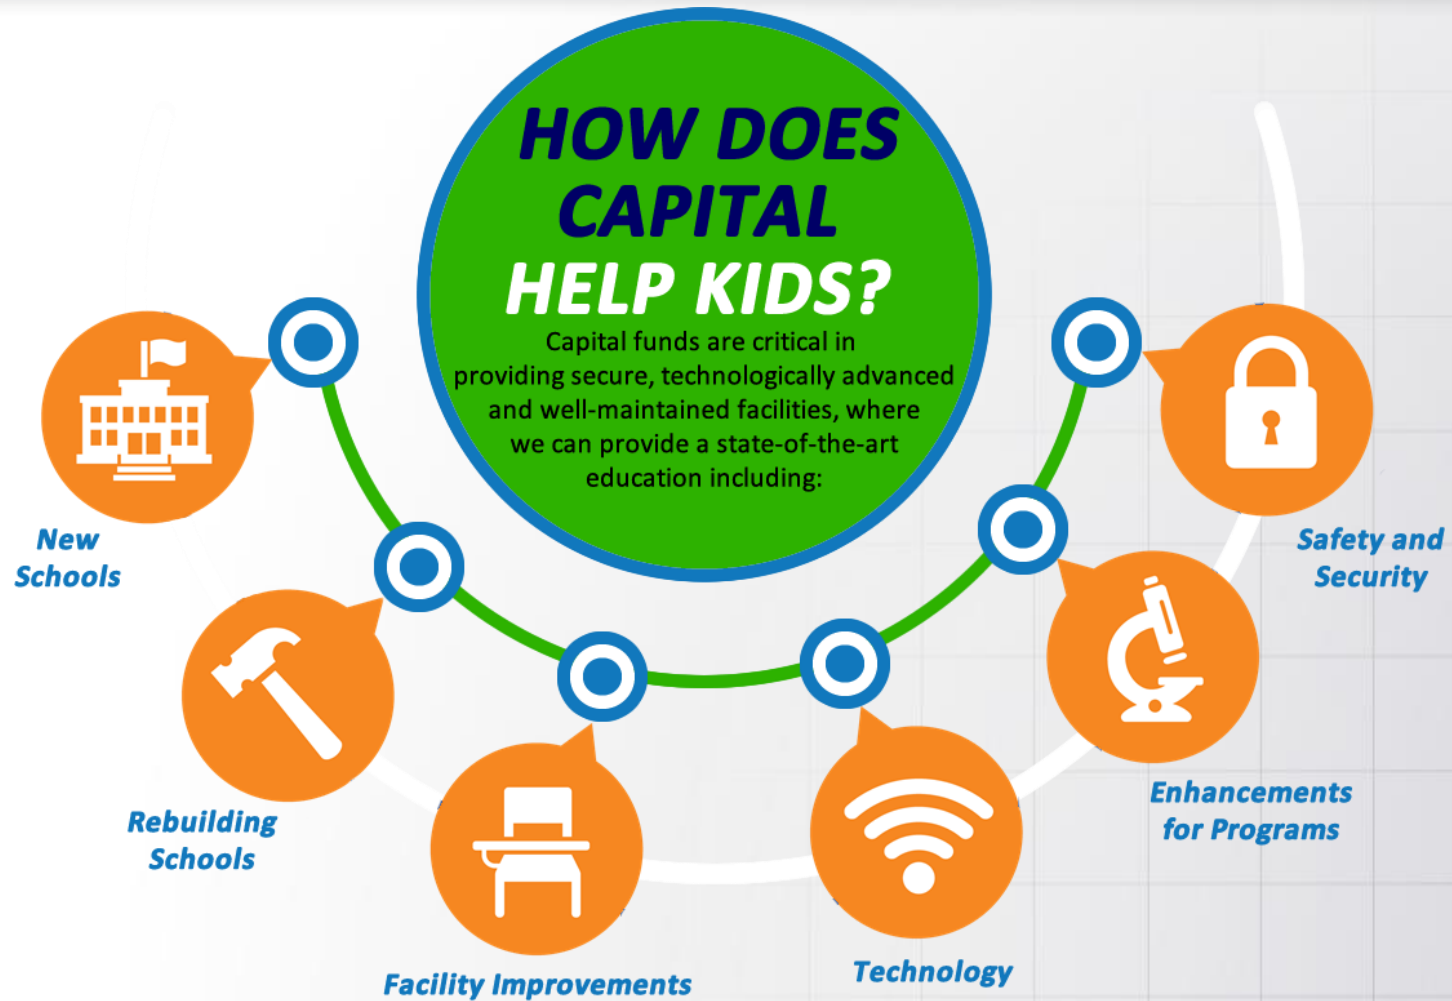 HOW DOES
CAPITAL
HELP KIDS?
Capital funds are critical in
providing secure, technologically advanced
and well-maintained facilities, where
we can provide a state-of-the-art
education including:
New
Schools
Rebuilding
Schools
Facility Improvements
Technology
Enhancements
for Programs
Safety and
Security